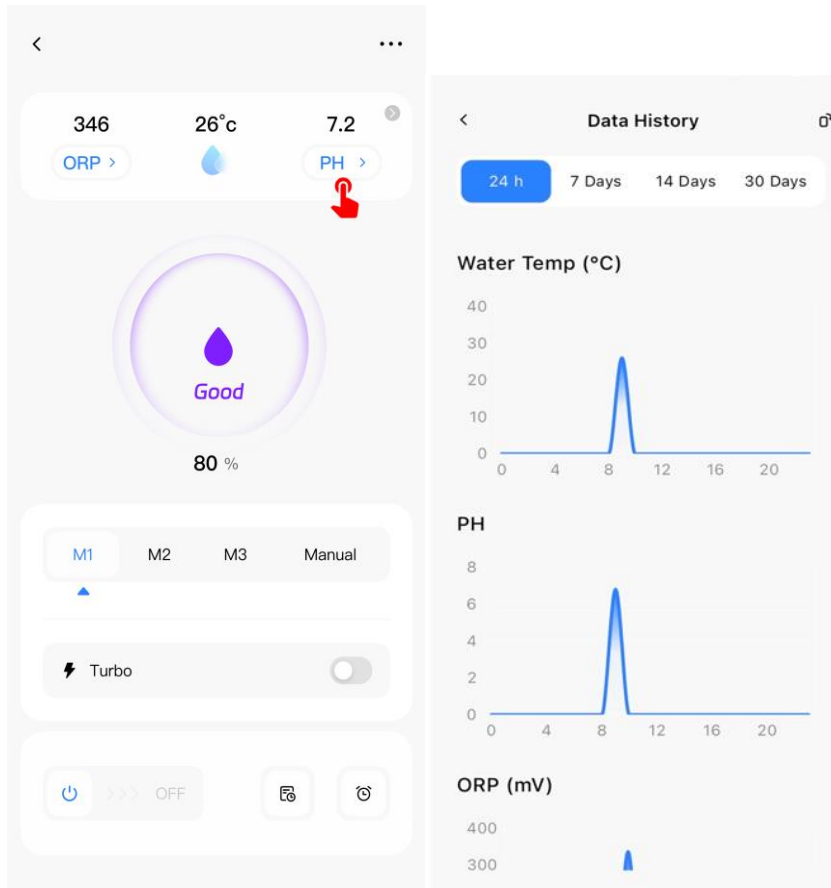 346 26°c 7.2
ORP > PH >
Good
80 %
M1 M2 M3 Manual
Turbo
>>> OFF
Data History
24 h 7 Days 14 Days 30 Days
Water Temp (°C)
40
30
20
10
0
0 4 8 12 16 20
PH
8
6
4
2
0
0 4 8 12 16 20
ORP (mV)
400
300